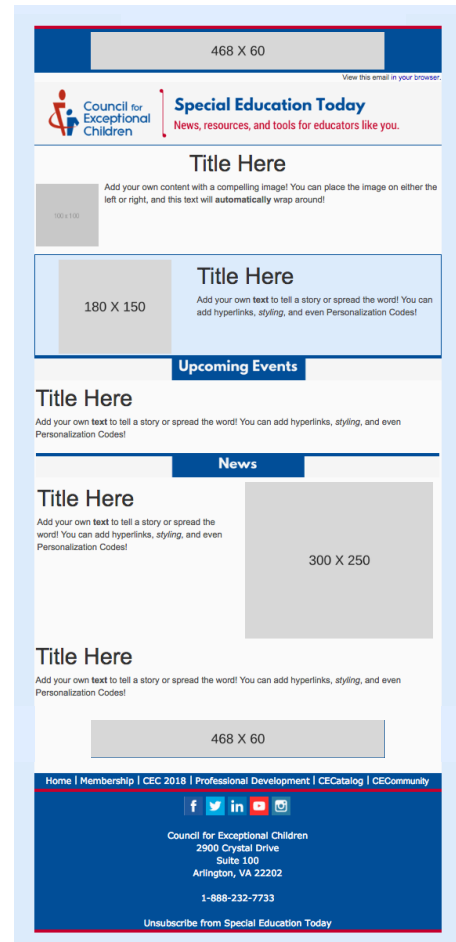 468 X 60
View this email in your browser.
Council for
Exceptional
Children
Special Education Today
News, resources, and tools for educators like you.
Title Here
Add your own content with a compelling image! You can place the image on either the
left or right, and this text will automatically wrap around!
100 x 100
Title Here
180 X 150
Add your own text to tell a story or spread the word! You can
add hyperlinks, styling, and even Personalization Codes!
Upcoming Events
Title Here
Add your own text to tell a story or spread the word! You can add hyperlinks, styling, and even
Personalization Codes!
News
Title Here
Add your own text to tell a story or spread the
word! You can add hyperlinks, styling, and even
Personalization Codes!
300 X 250
Title Here
Add your own text to tell a story or spread the word! You can add hyperlinks, styling, and even
Personalization Codes!
468 X 60
Home | Membership | CEC 2018 | Professional Development | CECatalog | CECommunity
Council for Exceptional Children
2900 Crystal Drive
Suite 100
Arlington, VA 22202
1-888-232-7733
Unsubscribe from Special Education Today